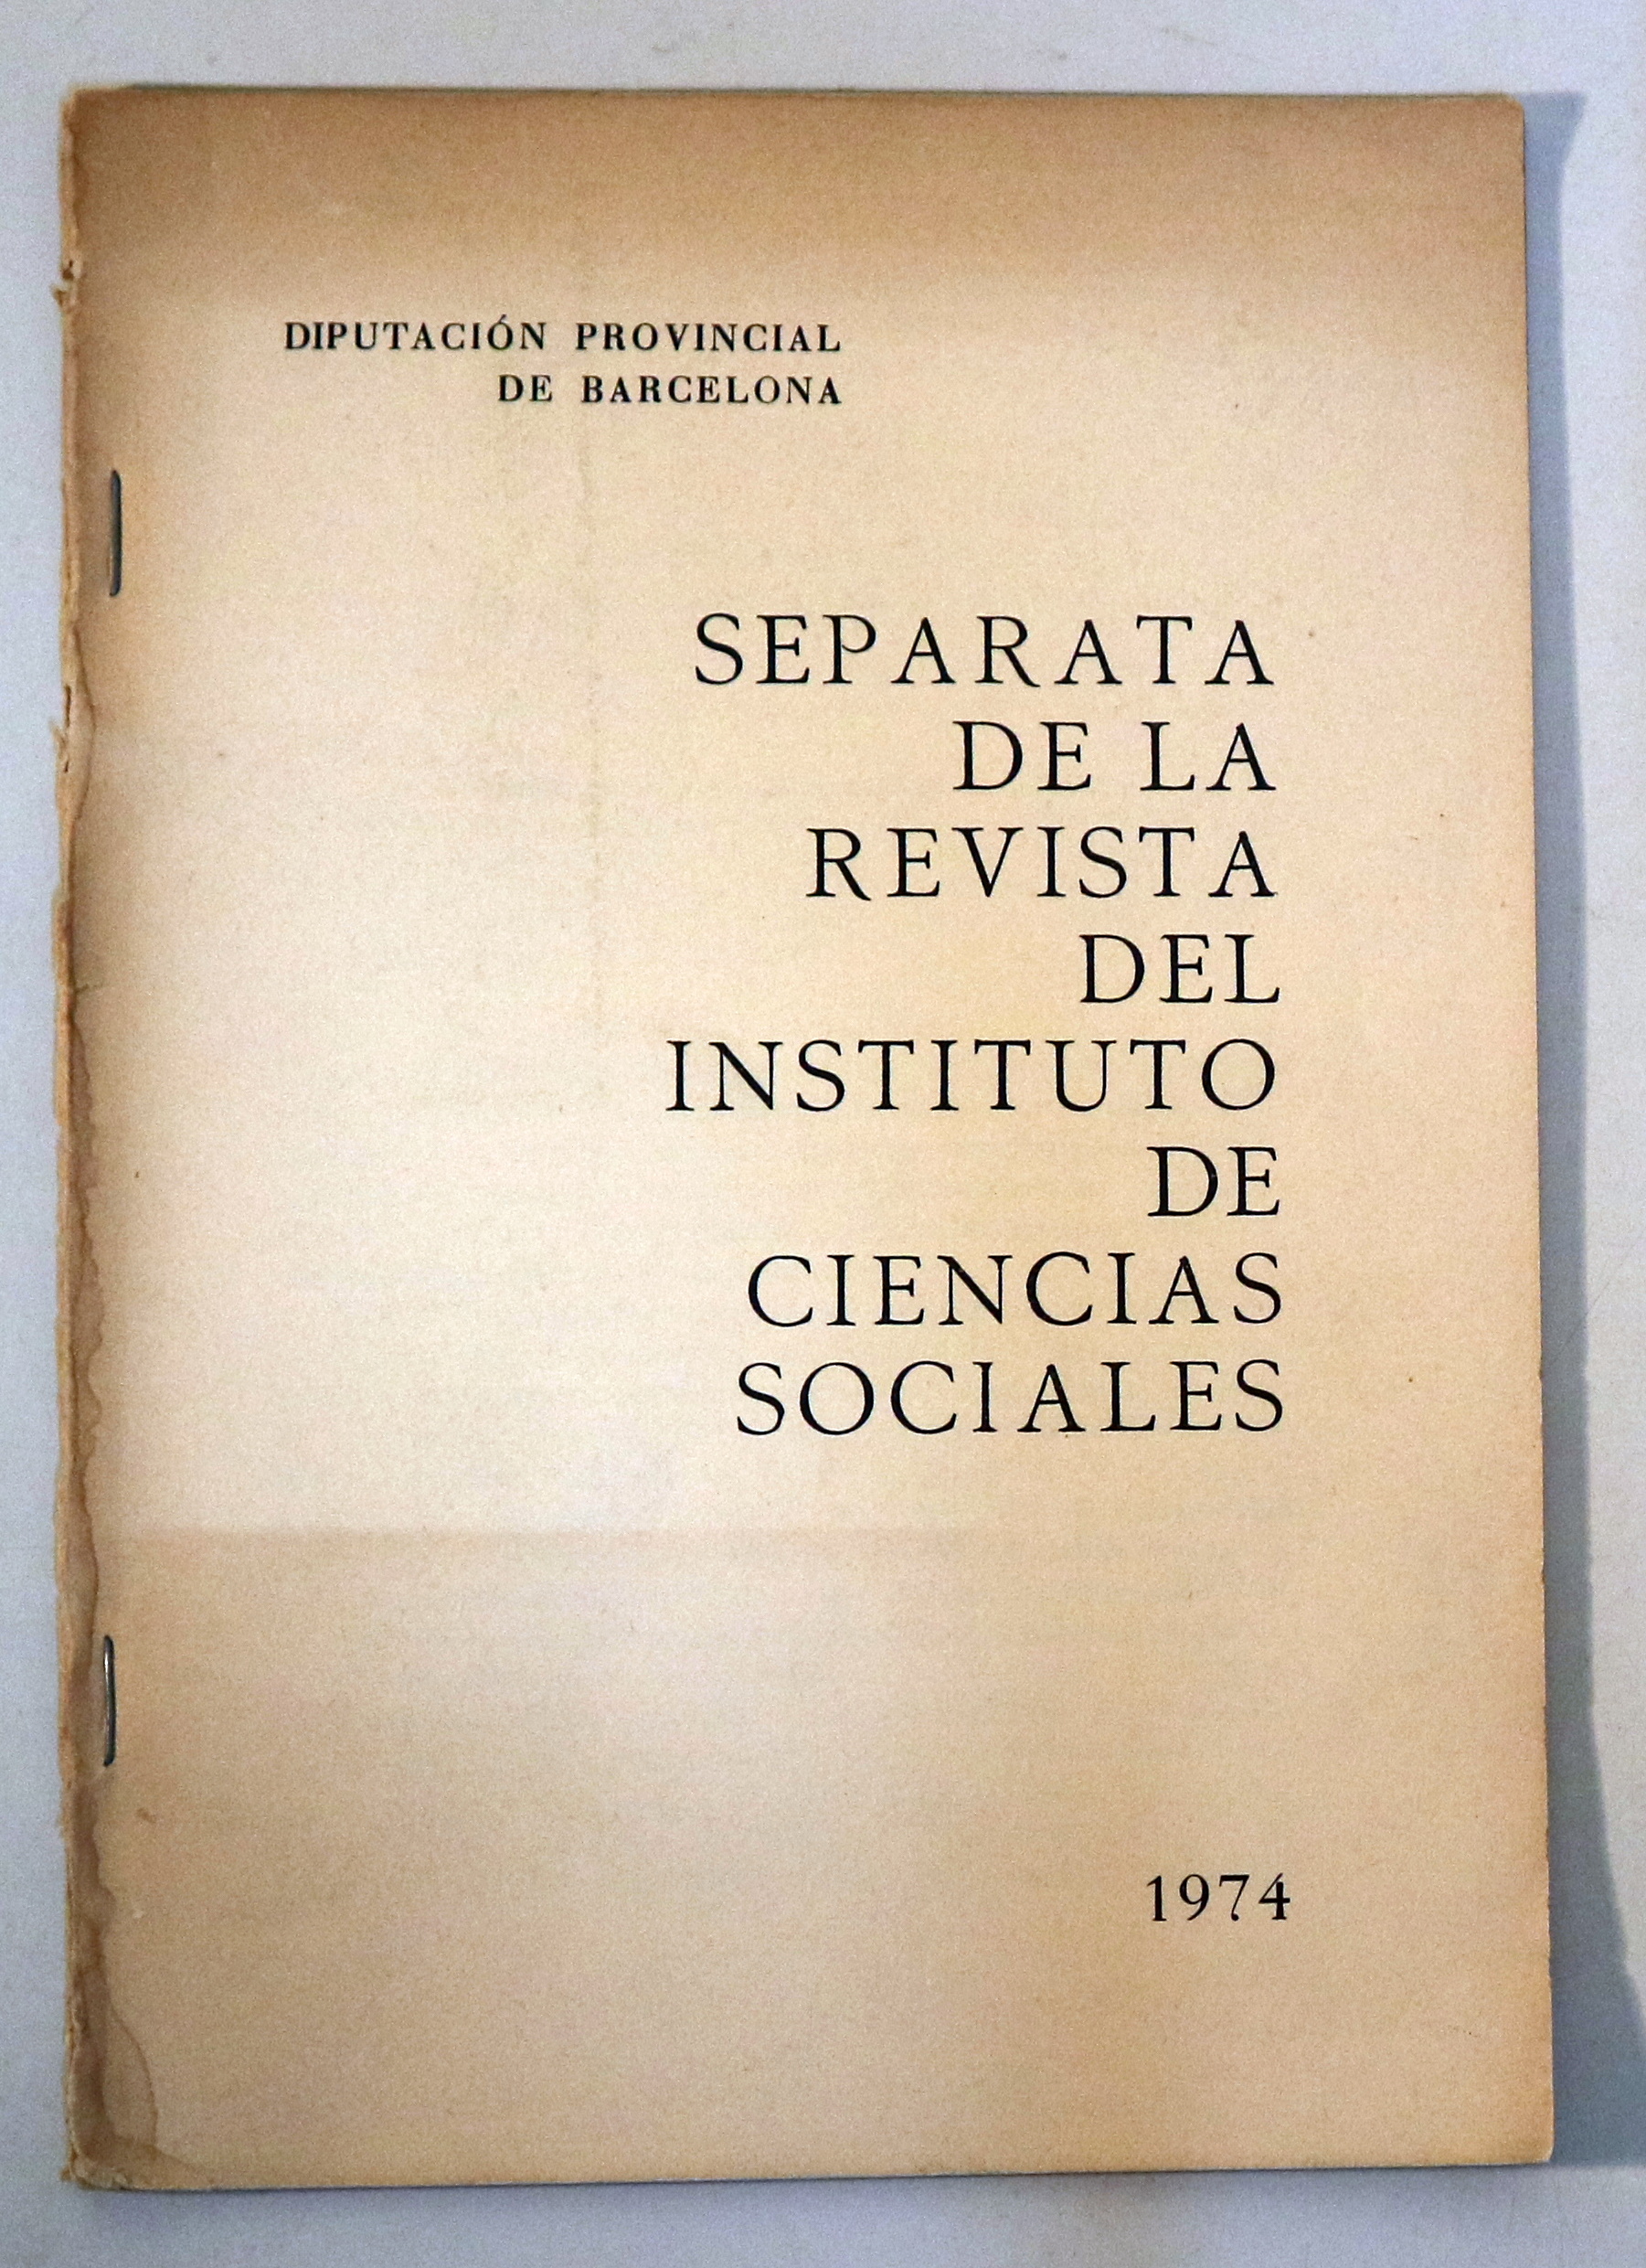 DIPUTACIÓN PROVINCIAL
DE BARCELONA
SEPARATA
DE LA
REVISTA
DEL
INSTITUTO
DE
CIENCIAS
SOCIALES
1974